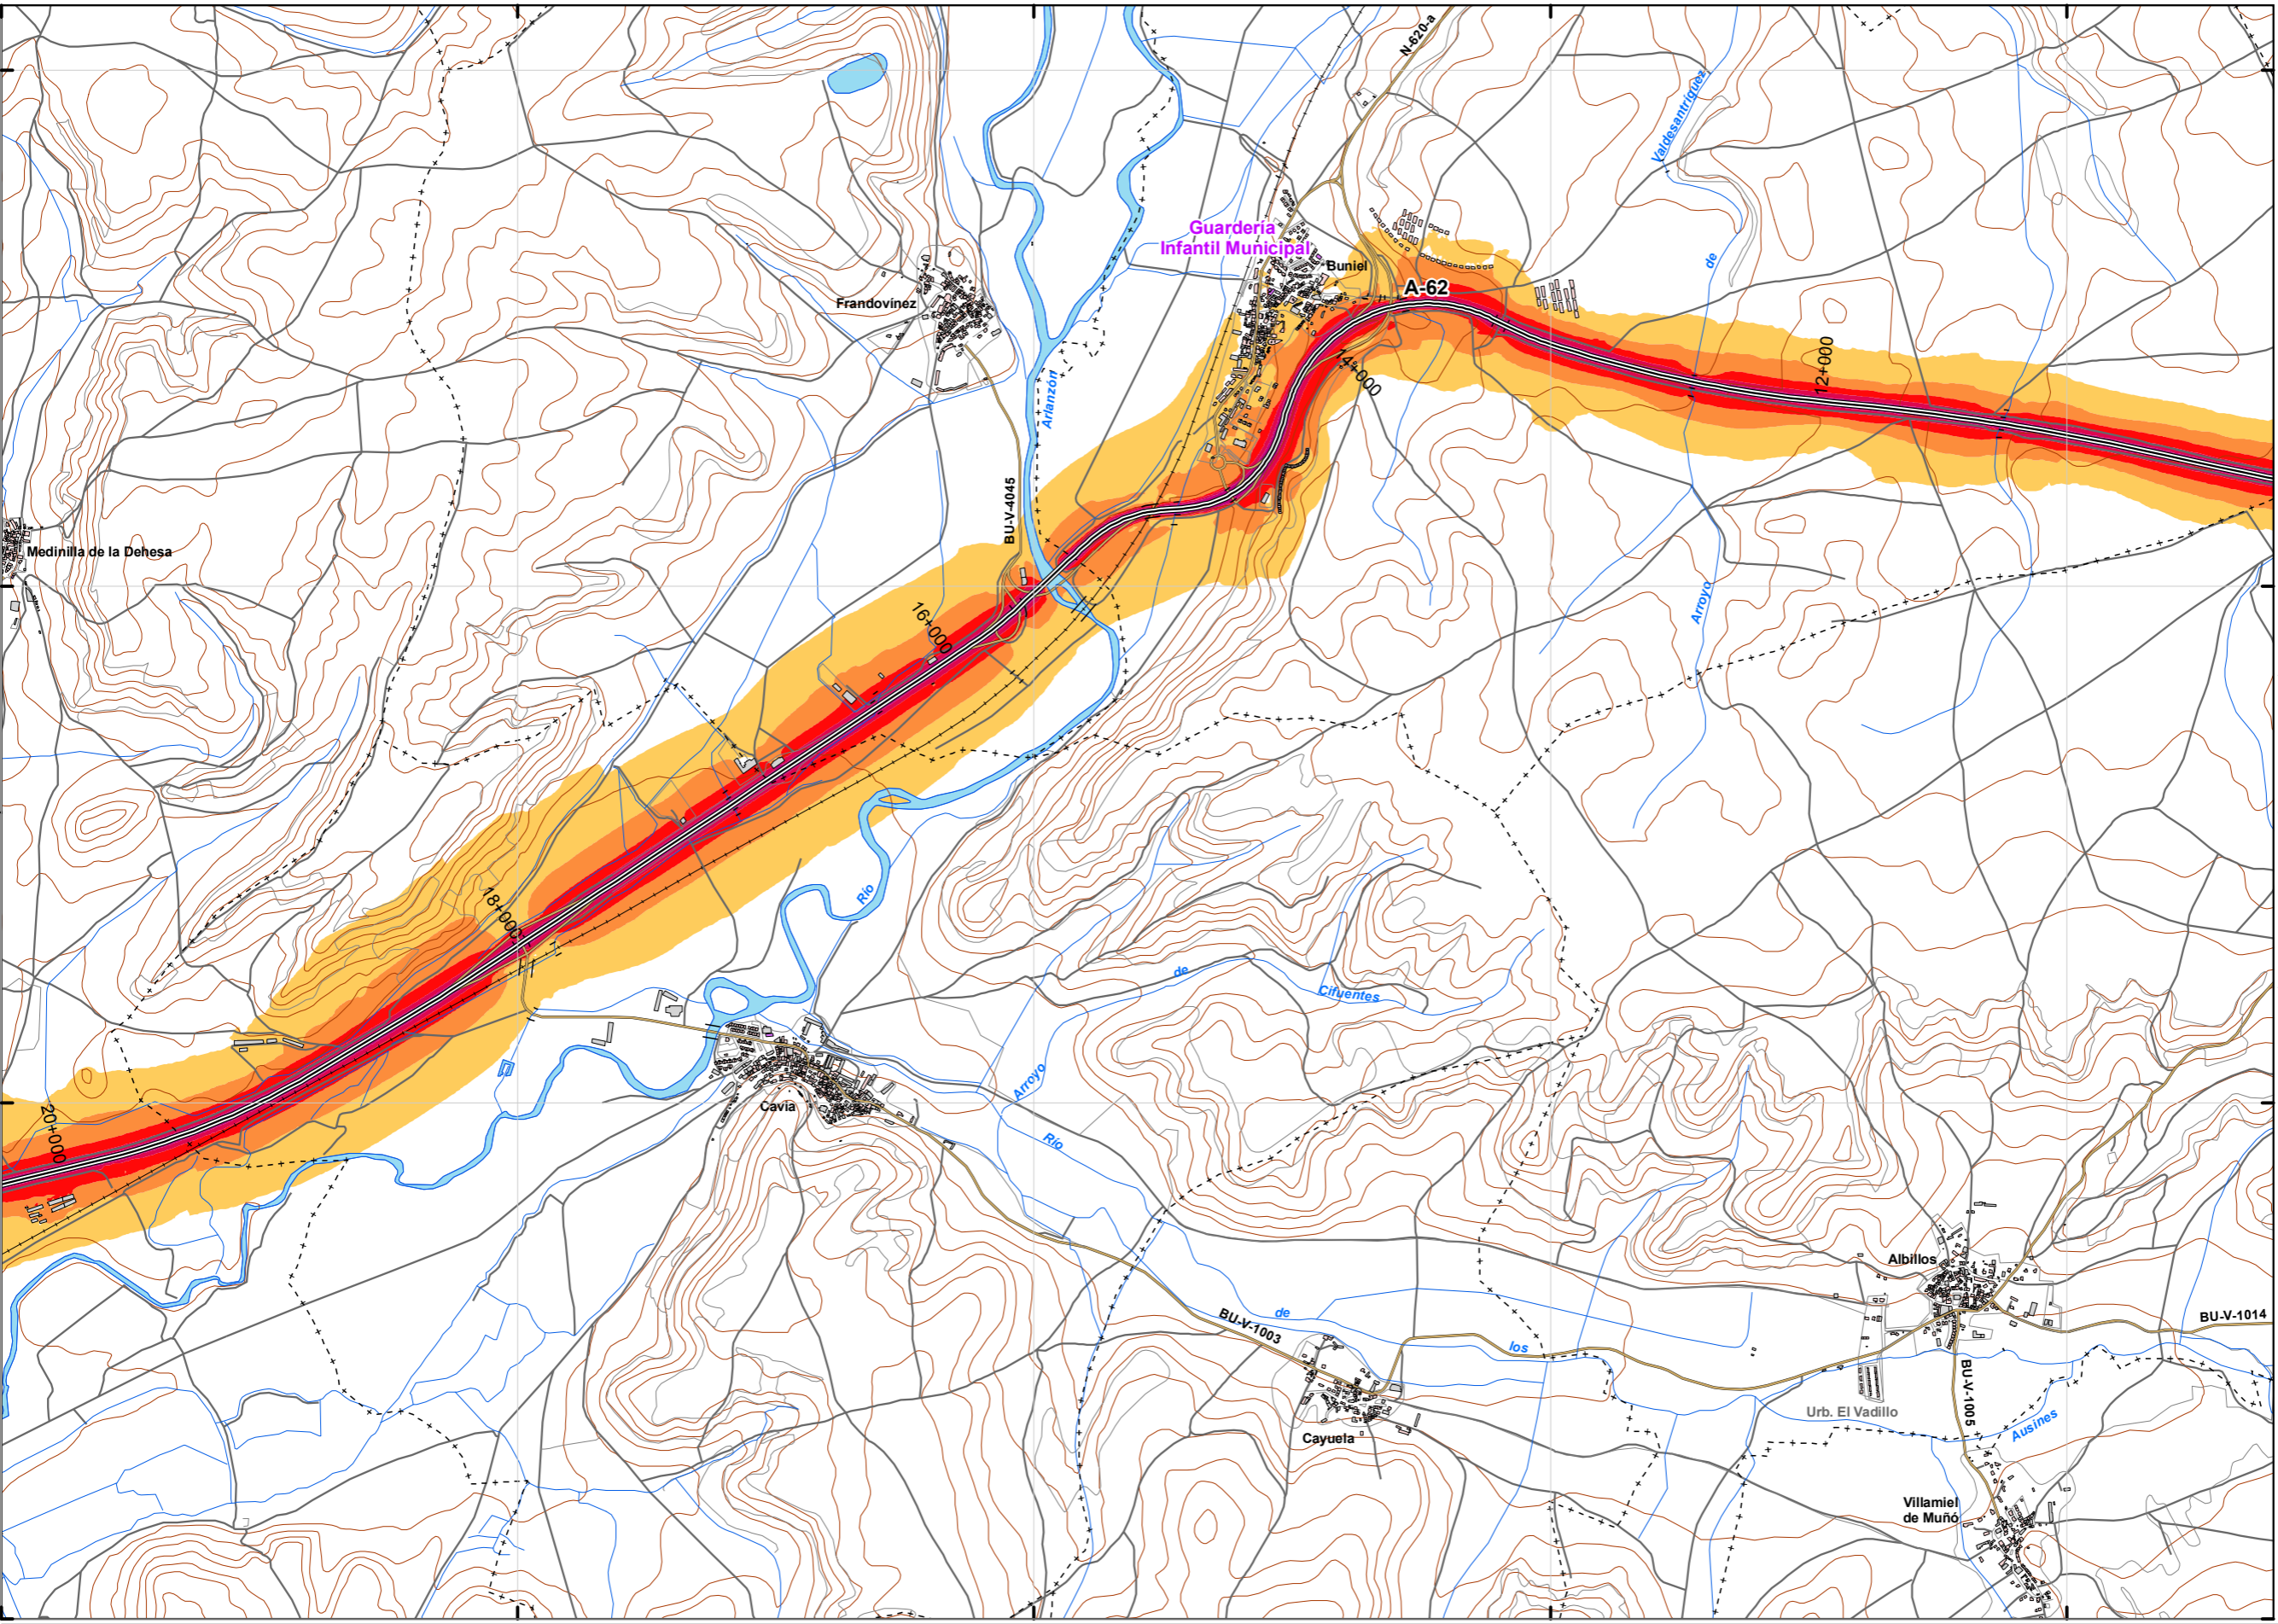 N-620-a
Valdesantríguez
Guardería
Infantil Municipal
Buniel
de
A-62
Frandovínez
12+000
14+000
Arlanzón
BU-V-4045
Medinilla de la Dehesa
Arroyo
16+000
18+000
Río
de
Cifuentes
Arroyo
Cavia
20+000
Río
Albillos
de
BU-V-1003
los
BU-V-1014
BU-V-1005
Urb. El Vadillo
Ausines
Cayuela
Villamiel
de Muñó